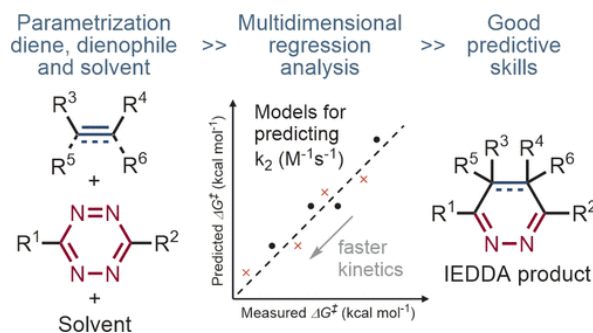 Parametrization
diene, dienophile
and solvent
>>
Multidimensional
regression
analysis
>>
Good
predictive
skills
R³ R⁴
R⁵ R⁶
+
N N
R¹ R²
N N
+
Solvent
Models for
predicting
k₂ (M⁻¹s⁻¹)
faster
kinetics
Predicted ΔG‡ (kcal mol⁻¹)
Measured ΔG‡ (kcal mol⁻¹)
R³ R⁴
R⁵ R⁶
R¹ R²
N N
IEDDA product